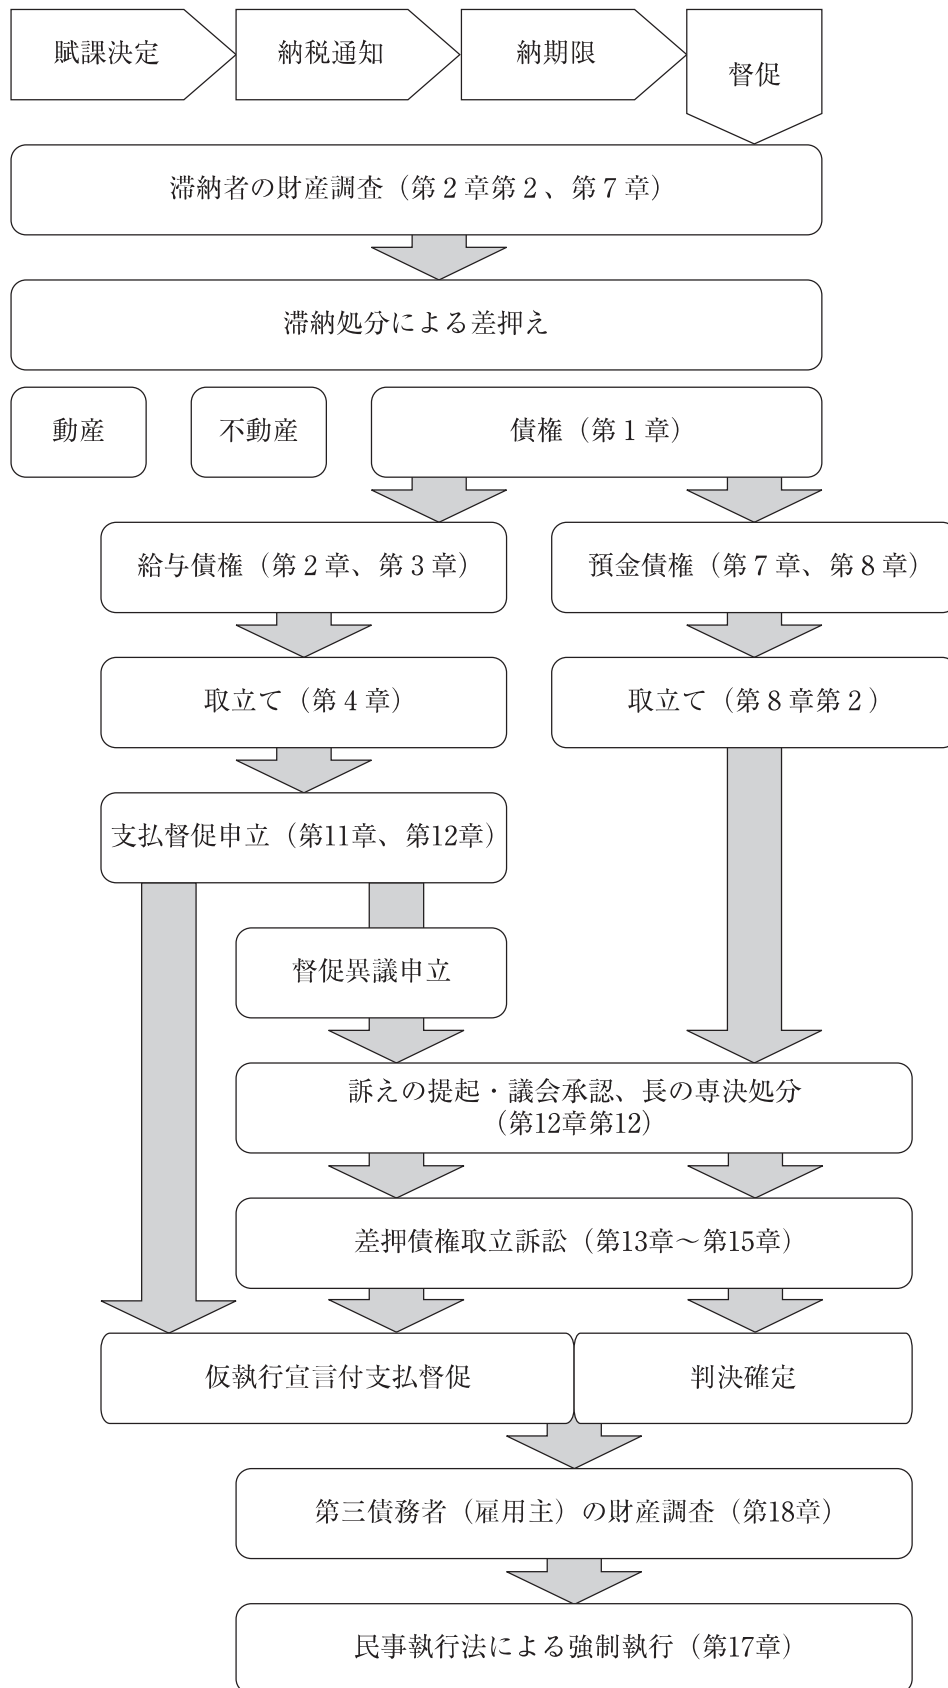 賦課決定
納税通知
納期限
督促
滞納者の財産調査（第２章第２、第７章）
滞納処分による差押え
動産
不動産
債権（第１章）
給与債権（第２章、第３章）
預金債権（第７章、第８章）
取立て（第４章）
取立て（第８章第２）
支払督促申立（第11章、第12章）
督促異議申立
訴えの提起・議会承認、長の専決処分
（第12章第12）
差押債権取立訴訟（第13章～第15章）
仮執行宣言付支払督促
判決確定
第三債務者（雇用主）の財産調査（第18章）
民事執行法による強制執行（第17章）